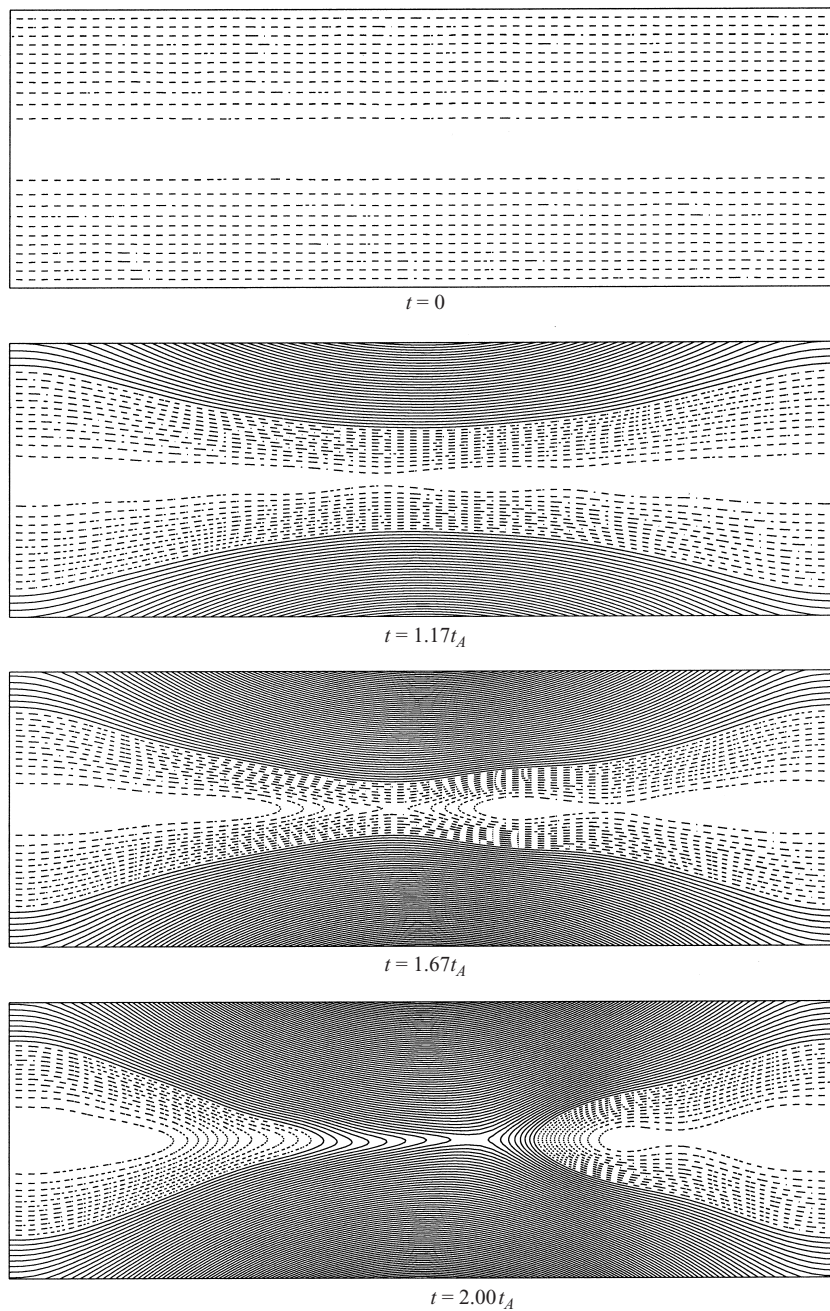 t = 0
t = 1.17t_A
t = 1.67t_A
t = 2.00t_A